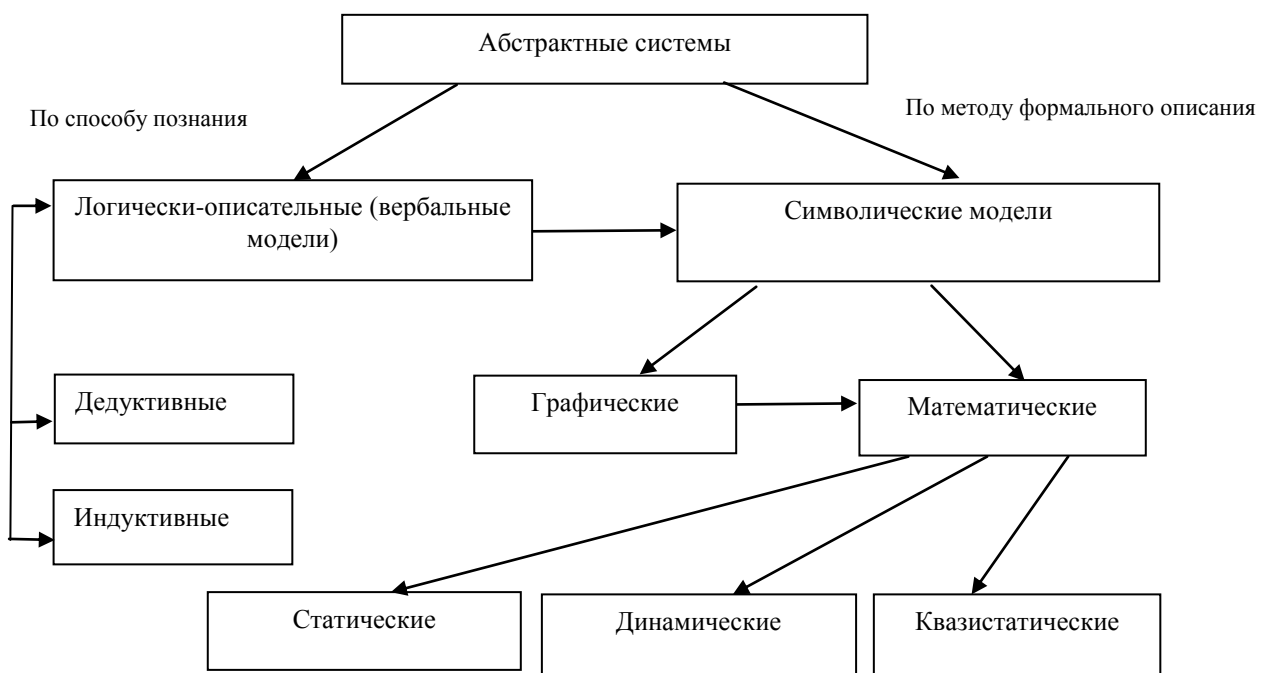 Абстрактные системы
По способу познания
По методу формального описания
Логически-описательные (вербальные
модели)
Символические модели
Дедуктивные
Графические
Математические
Индуктивные
Статические
Динамические
Квазистатические